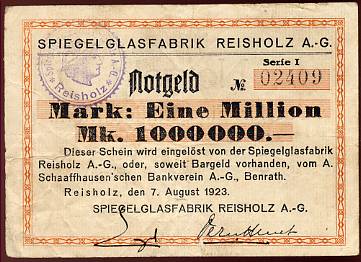 SPIEGELGLASFABRIK REISHOLZ A.-G.
Serie I
Notgeld № 02409
Mark: Eine Million
Mk. 1000000.—
Dieser Schein wird eingelöst von der Spiegelglasfabrik
Reisholz A.-G., oder, soweit Bargeld vorhanden, vom A.
Schaaffhausen'schen Bankverein A.-G., Benrath.
Reisholz, den 7. August 1923.
SPIEGELGLASFABRIK REISHOLZ A.-G.
Reisholz